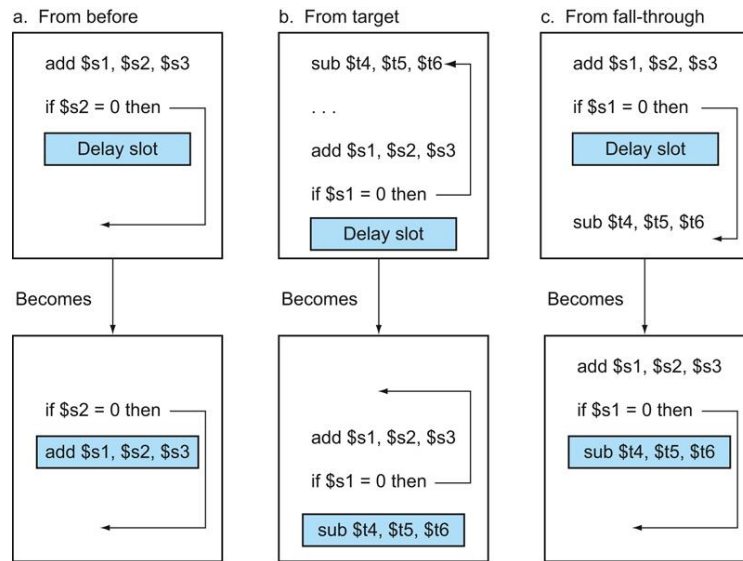 a. From before
add $s1, $s2, $s3
if $s2 = 0 then
Delay slot
Becomes
if $s2 = 0 then
add $s1, $s2, $s3
b. From target
sub $t4, $t5, $t6
. . .
add $s1, $s2, $s3
if $s1 = 0 then
Delay slot
Becomes
add $s1, $s2, $s3
if $s1 = 0 then
sub $t4, $t5, $t6
c. From fall-through
add $s1, $s2, $s3
if $s1 = 0 then
Delay slot
sub $t4, $t5, $t6
Becomes
add $s1, $s2, $s3
if $s1 = 0 then
sub $t4, $t5, $t6